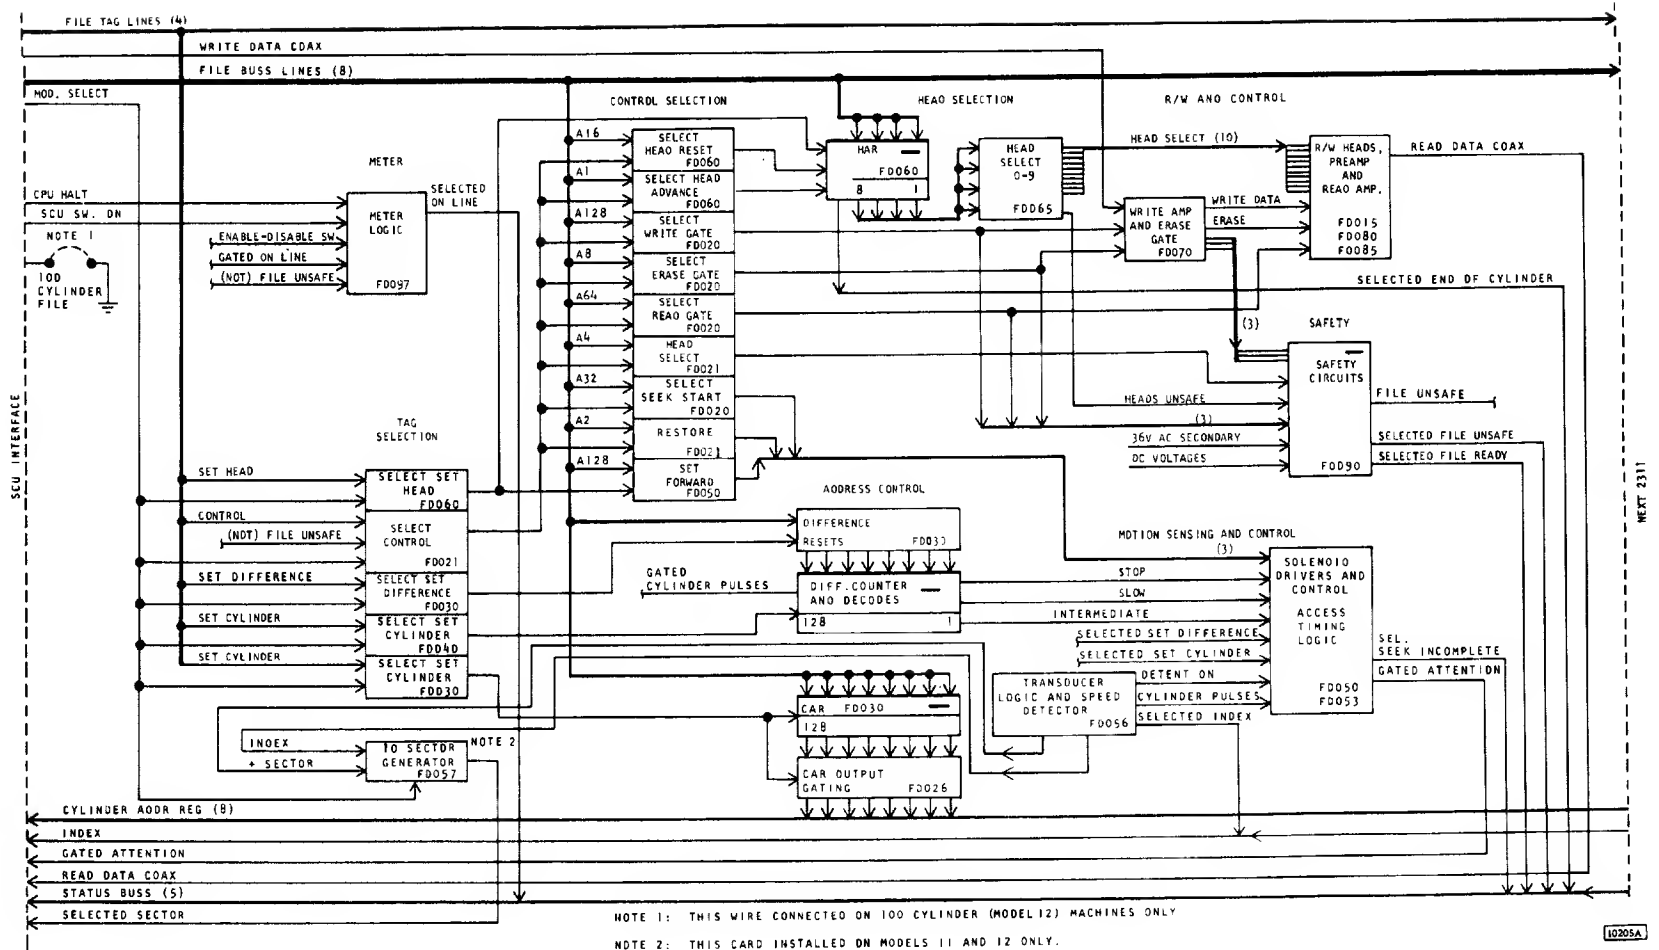 FILE TAG LINES (4)
WRITE DATA COAX
FILE BUSS LINES (8)
MOD. SELECT
CONTROL SELECTION
HEAD SELECTION
R/W AND CONTROL
METER
CPU HALT
SCU SW. ON
NOTE 1
100
CYLINDER
FILE
ENABLE-DISABLE SW
GATED ON LINE
(NOT) FILE UNSAFE
METER
LOGIC
FD097
SELECTED
ON LINE
A16
A1
A128
A8
A64
A4
A32
A2
A128
SELECT
HEAD RESET
FD060
SELECT HEAD
ADVANCE
FD060
SELECT
WRITE GATE
FD020
SELECT
ERASE GATE
FD020
SELECT
READ GATE
FD020
HEAD
SELECT
FD021
SELECT
SEEK START
FD020
RESTORE
FD021
SET
FORWARD
FD050
HAR
FD060
8 1
HEAD
SELECT
0-9
FD065
HEAD SELECT (10)
R/W HEADS,
PREAMP
AND
READ AMP.
FD015
FD080
FD085
READ DATA COAX
WRITE AMP
AND ERASE
GATE
FD070
WRITE DATA
ERASE
SELECTED END OF CYLINDER
(3)
SAFETY
SAFETY
CIRCUITS
FD090
HEADS UNSAFE
(3)
36V AC SECONDARY
DC VOLTAGES
FILE UNSAFE
SELECTED FILE UNSAFE
SELECTED FILE READY
SCU INTERFACE
NEXT 2311
TAG
SELECTION
SET HEAD
CONTROL
(NOT) FILE UNSAFE
SET DIFFERENCE
SET CYLINDER
SET CYLINDER
SELECT SET
HEAD
FD060
SELECT
CONTROL
FD021
SELECT SET
DIFFERENCE
FD030
SELECT SET
CYLINDER
FD040
SELECT SET
CYLINDER
FD030
ADDRESS CONTROL
DIFFERENCE
RESETS FD030
GATED
CYLINDER PULSES
DIFF.COUNTER
AND DECODES
128 1
MOTION SENSING AND CONTROL
(3)
STOP
SLOW
INTERMEDIATE
SELECTED SET DIFFERENCE
SELECTED SET CYLINDER
SOLENOID
DRIVERS AND
CONTROL
ACCESS
TIMING
LOGIC
FD050
FD053
SEL.
SEEK INCOMPLETE
GATED ATTENTION
TRANSDUCER
LOGIC AND SPEED
DETECTOR
FD056
DETENT ON
CYLINDER PULSES
SELECTED INDEX
CAR FD030
128
CAR OUTPUT
GATING FD026
INDEX
+ SECTOR
10 SECTOR
GENERATOR
FD057
NOTE 2
CYLINDER ADDR REG (8)
INDEX
GATED ATTENTION
READ DATA COAX
STATUS BUSS (5)
SELECTED SECTOR
NOTE 1: THIS WIRE CONNECTED ON 100 CYLINDER (MODEL 12) MACHINES ONLY
NOTE 2: THIS CARD INSTALLED ON MODELS 11 AND 12 ONLY.
10205A